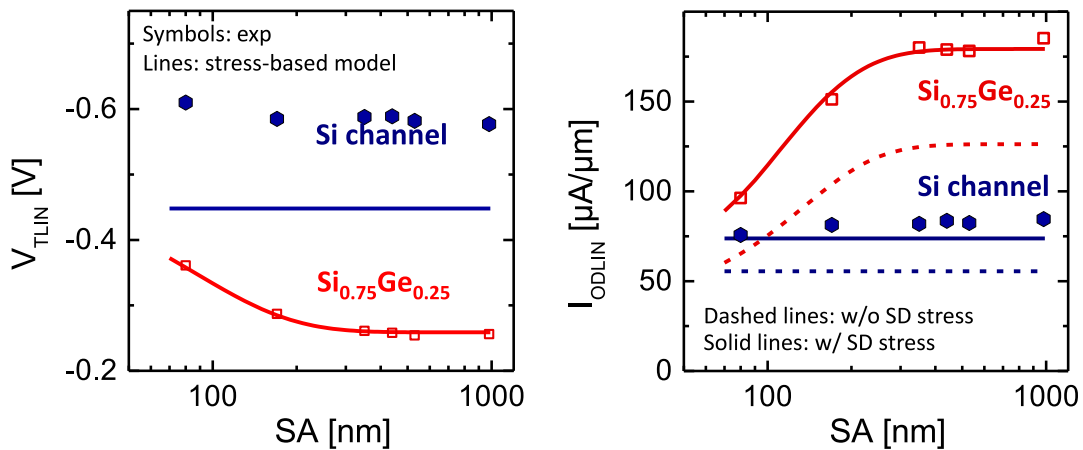 Symbols: exp
Lines: stress-based model
-0.6
-0.4
-0.2
V_TLIN [V]
Si channel
Si0.75Ge0.25
100
1000
SA [nm]
150
100
50
0
I_ODLIN [µA/µm]
Si0.75Ge0.25
Si channel
Dashed lines: w/o SD stress
Solid lines: w/ SD stress
100
1000
SA [nm]